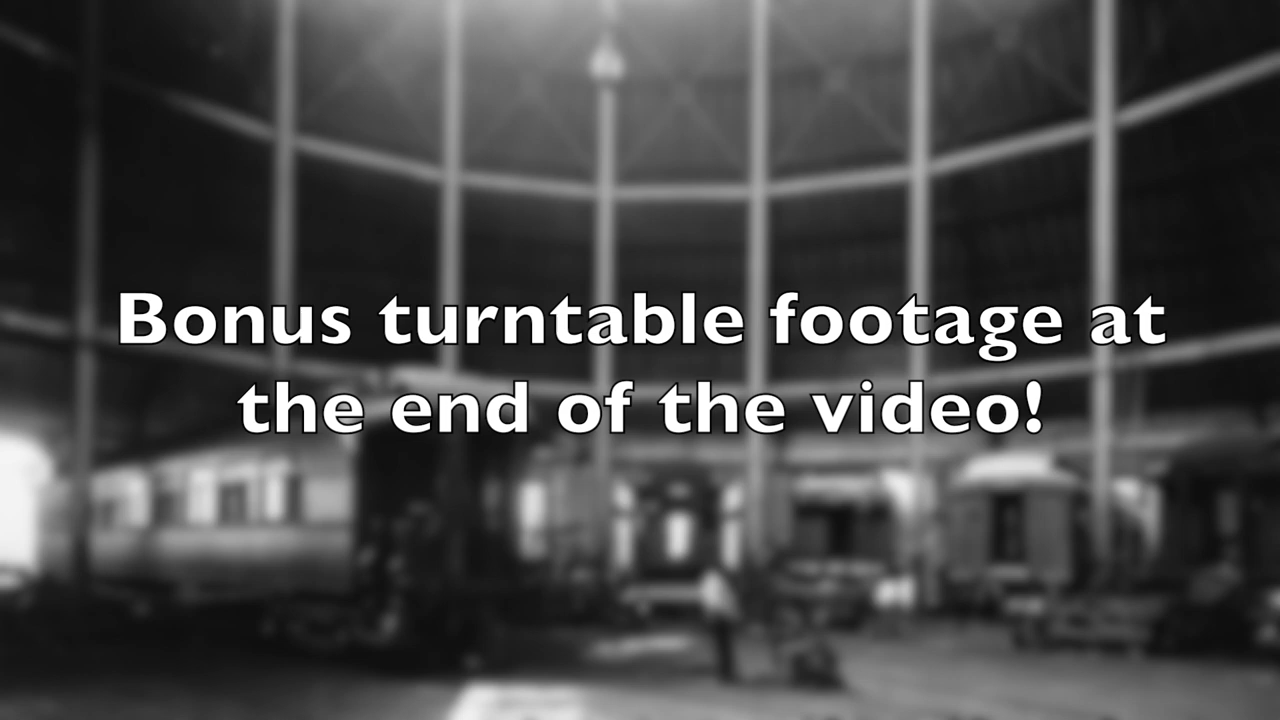 Bonus turntable footage at
the end of the video!